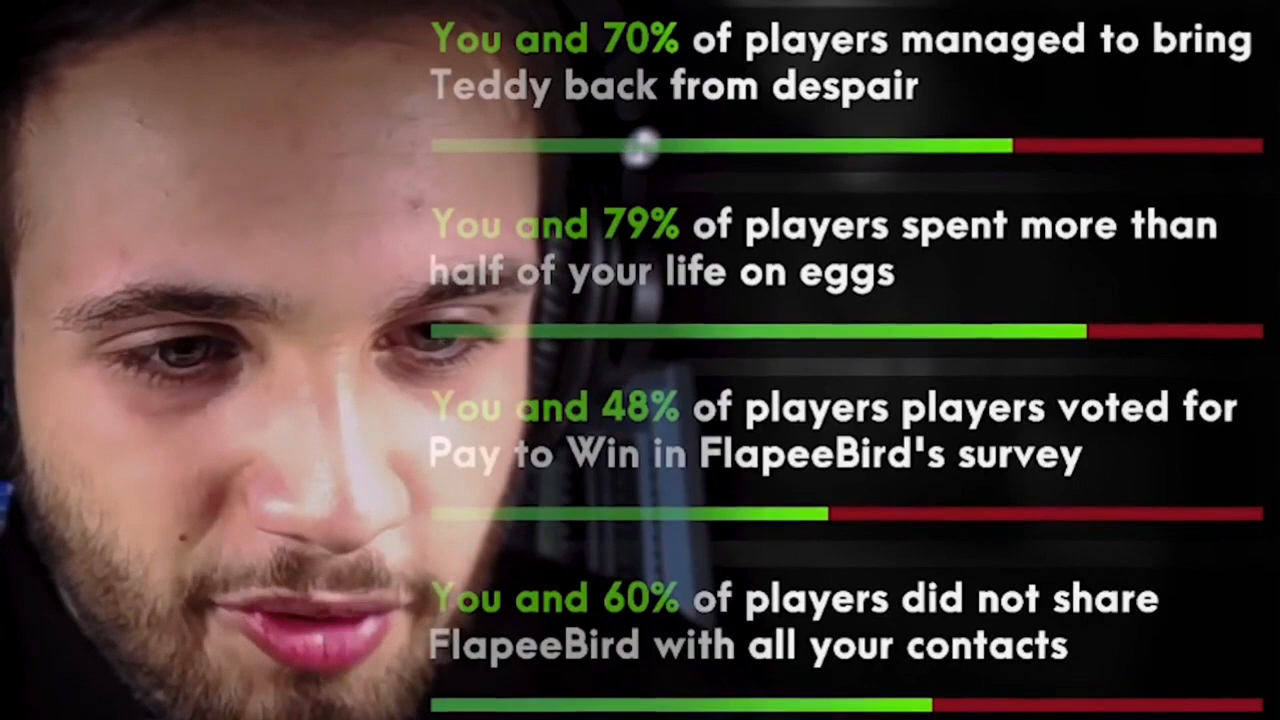 You and 70% of players managed to bring
Teddy back from despair
You and 79% of players spent more than
half of your life on eggs
You and 48% of players players voted for
Pay to Win in FlapeeBird's survey
You and 60% of players did not share
FlapeeBird with all your contacts